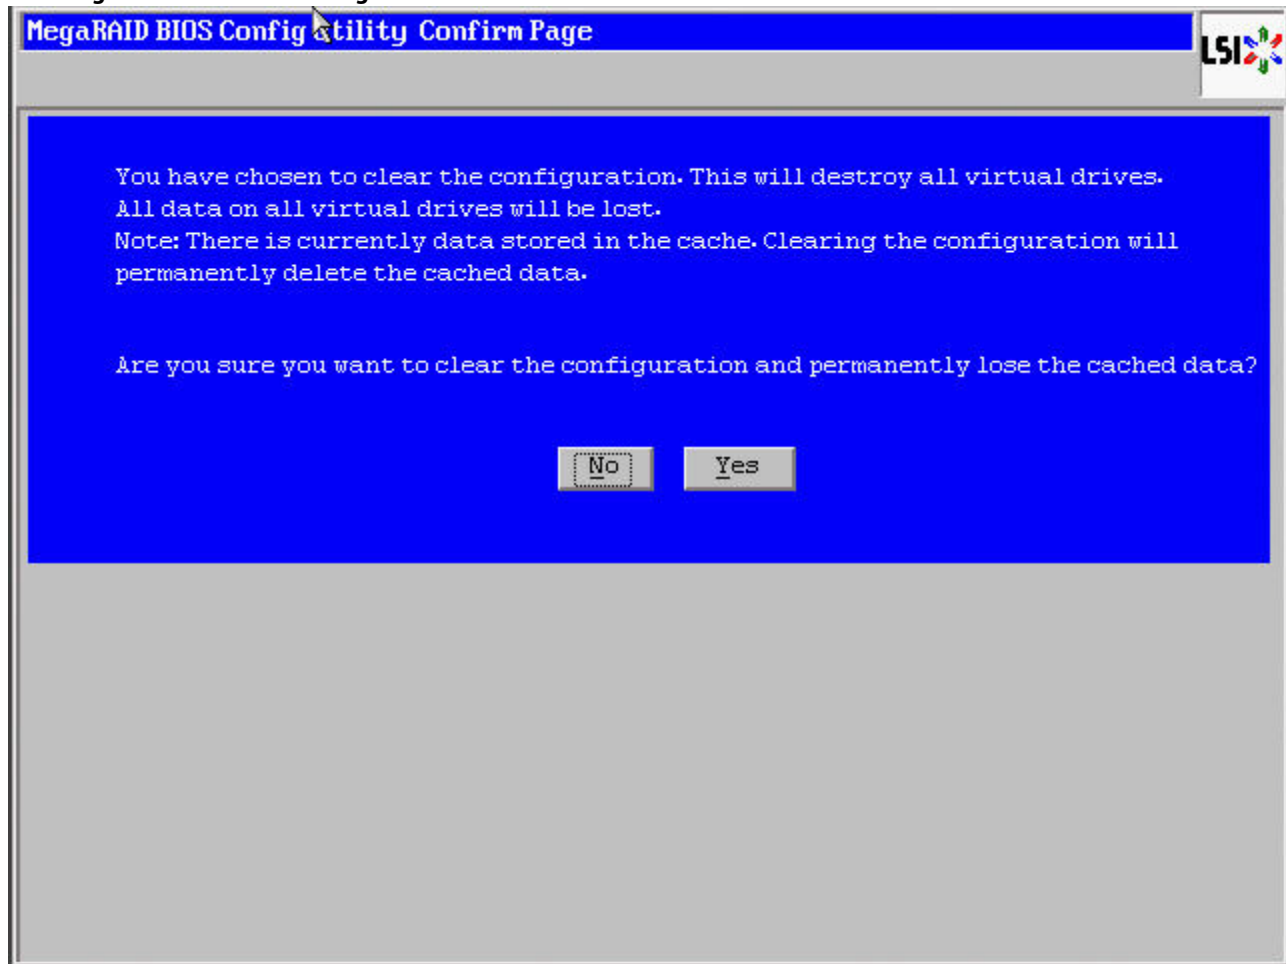 MegaRAID BIOS Config Utility Confirm Page
LSI
You have chosen to clear the configuration. This will destroy all virtual drives.
All data on all virtual drives will be lost.
Note: There is currently data stored in the cache. Clearing the configuration will
permanently delete the cached data.
Are you sure you want to clear the configuration and permanently lose the cached data?
No Yes